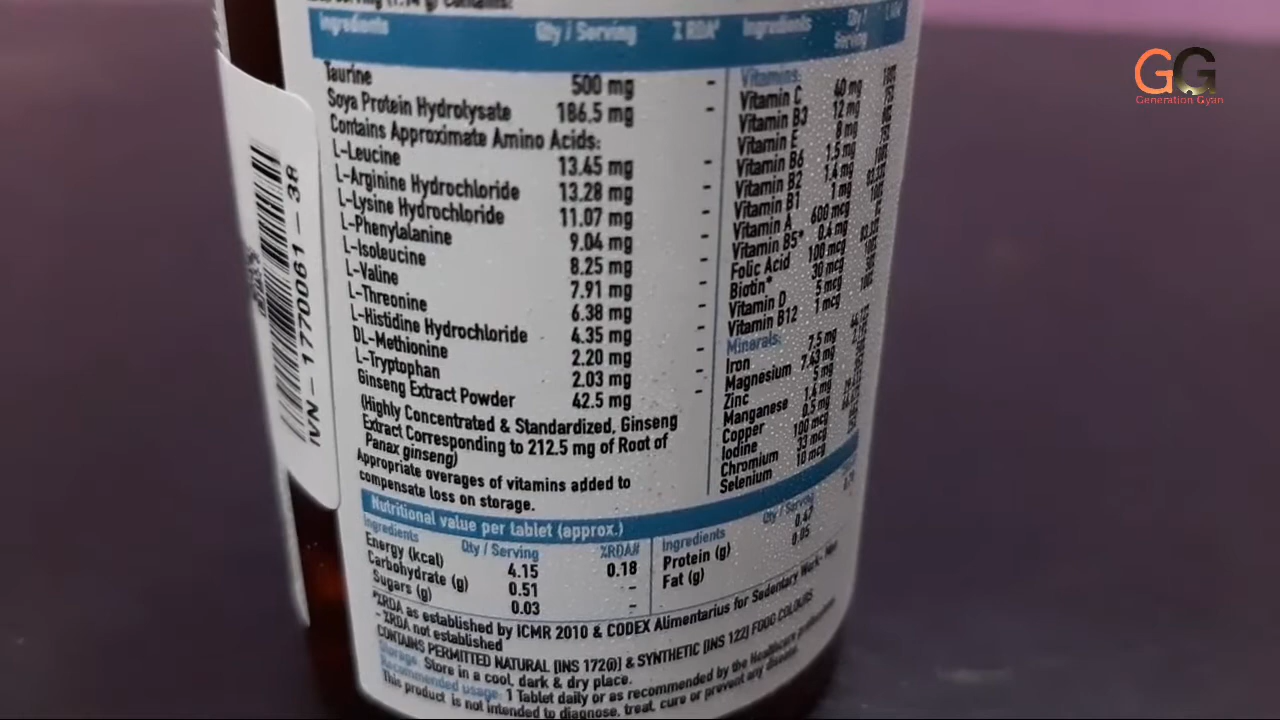 Ingredients Qty / Serving % RDA# Ingredients Qty / Serving
Taurine 500 mg -
Soya Protein Hydrolysate 186.5 mg -
Contains Approximate Amino Acids:
L-Leucine 13.45 mg -
L-Arginine Hydrochloride 13.28 mg -
L-Lysine Hydrochloride 11.07 mg -
L-Phenylalanine 9.04 mg -
L-Isoleucine 8.25 mg -
L-Valine 7.91 mg -
L-Threonine 6.38 mg -
L-Histidine Hydrochloride 4.35 mg -
DL-Methionine 2.20 mg -
L-Tryptophan 2.03 mg -
Ginseng Extract Powder 42.5 mg -
(Highly Concentrated & Standardized, Ginseng
Extract Corresponding to 212.5 mg of Root of
Panax ginseng)
Appropriate overages of vitamins added to
compensate loss on storage.
Vitamins:
Vitamin C 40 mg
Vitamin B3 12 mg
Vitamin E 8 mg
Vitamin B6 1.5 mg
Vitamin B2 1.4 mg
Vitamin B1 1 mg
Vitamin A 600 mcg
Vitamin B5* 0.4 mg
Folic Acid 100 mcg
Biotin* 30 mcg
Vitamin D 5 mcg
Vitamin B12 1 mcg
Minerals:
Iron 7.5 mg
Magnesium 7.43 mg
Zinc 5 mg
Manganese 1.4 mg
Copper 0.5 mg
Iodine 100 mcg
Chromium 33 mcg
Selenium 10 mcg
Nutritional value per tablet (approx.)
Ingredients Qty / Serving %RDA# Ingredients Qty / Serving
Energy (kcal) 4.15 0.18 Protein (g) 0.47
Carbohydrate (g) 0.51 - Fat (g) 0.05
Sugars (g) 0.03 -
#%RDA as established by ICMR 2010 & CODEX Alimentarius for Sedentary Work-
- %RDA not established
CONTAINS PERMITTED NATURAL [INS 172(i)] & SYNTHETIC [INS 122] FOOD COLOURS
Storage: Store in a cool, dark & dry place.
Recommended usage: 1 Tablet daily or as recommended by the Healthcare
This product is not intended to diagnose, treat, cure or prevent any disease.
IVN – 1770061 – 38
GG
Generation Gyan